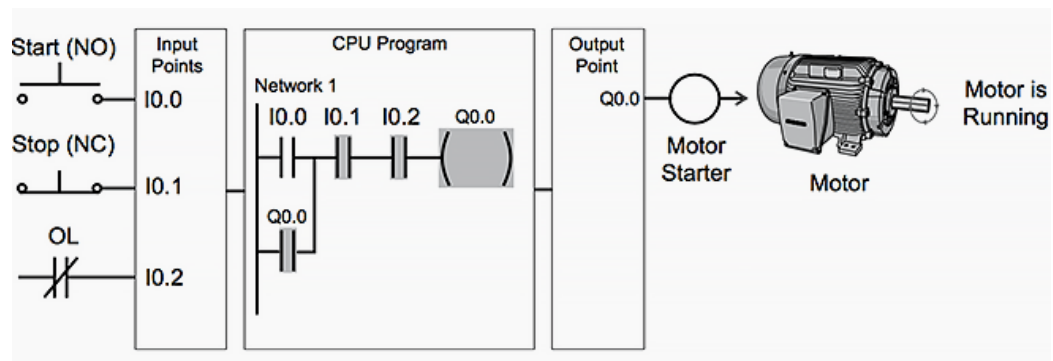 Start (NO)
I0.0
Stop (NC)
I0.1
OL
I0.2
Input
Points
CPU Program
Network 1
I0.0 I0.1 I0.2 Q0.0
Q0.0
Output
Point
Q0.0
Motor
Starter
Motor
Motor is
Running